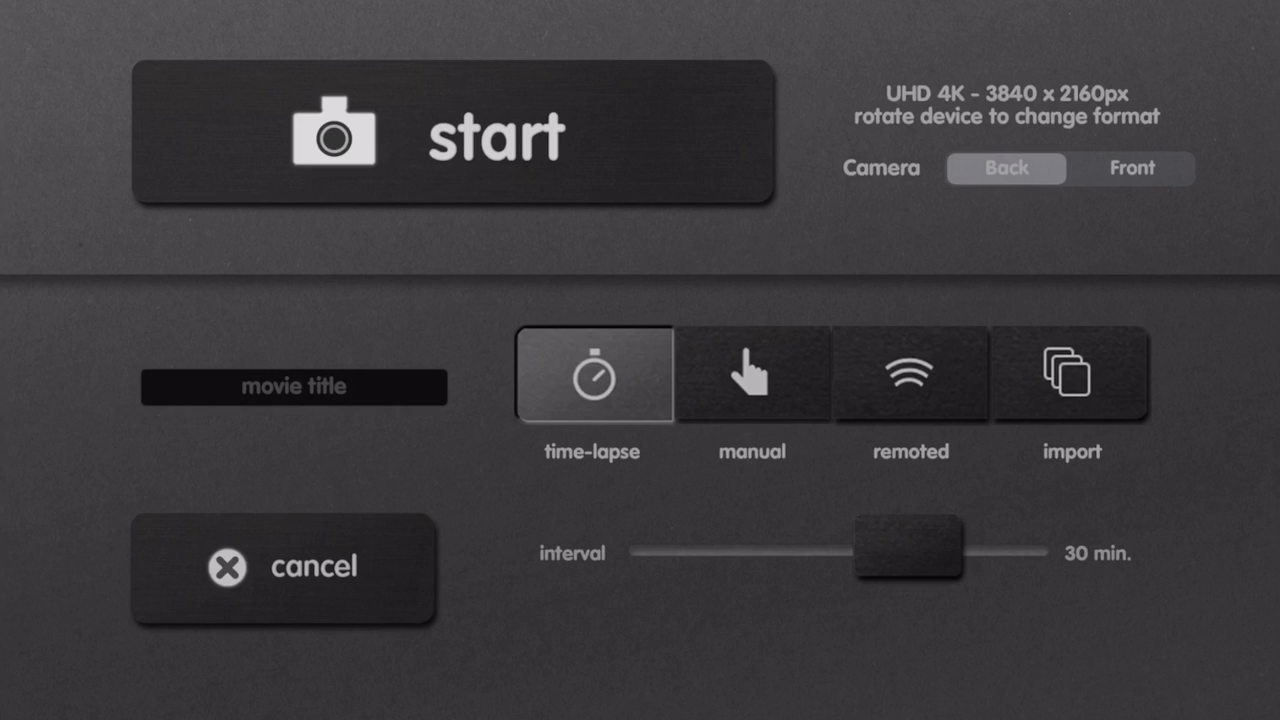 start
UHD 4K - 3840 x 2160px
rotate device to change format
Camera Back Front
movie title
time-lapse manual remoted import
cancel
interval 30 min.